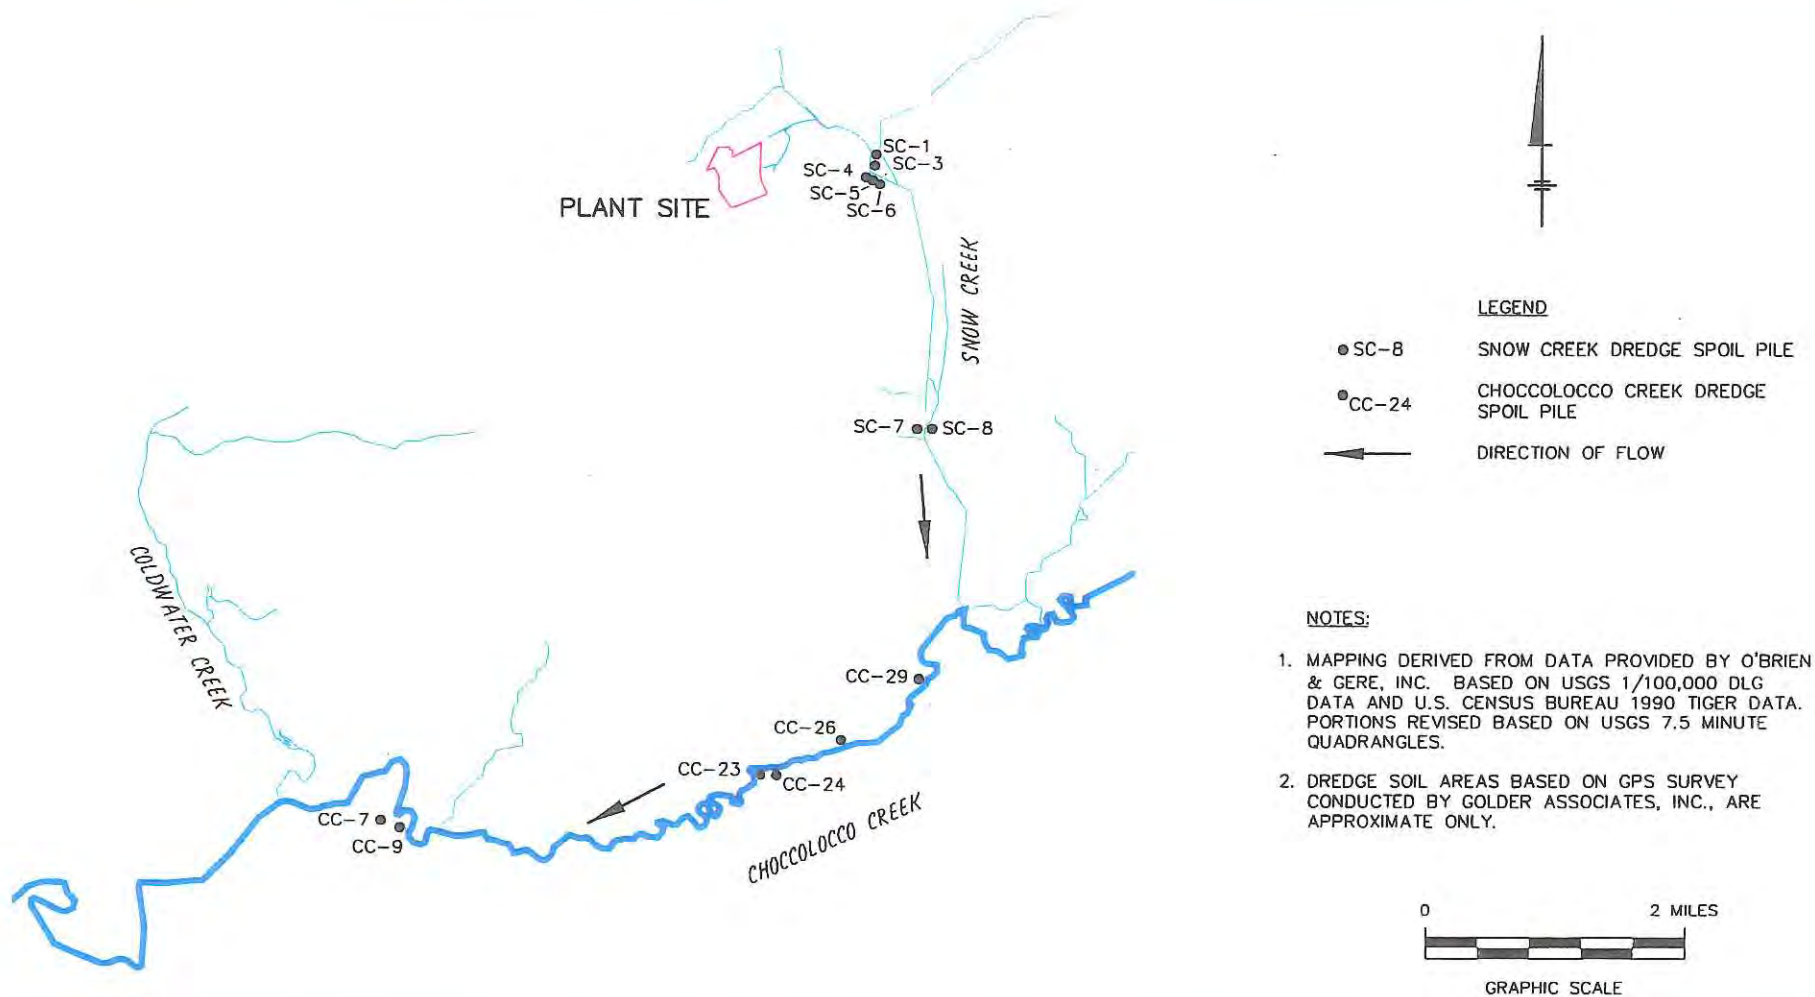 SC-1
SC-3
SC-4
SC-5
SC-6
PLANT SITE
SNOW CREEK
SC-7
SC-8
COLDWATER CREEK
CC-29
CC-26
CC-23
CC-24
CC-7
CC-9
CHOCCOLOCCO CREEK
LEGEND
SC-8 SNOW CREEK DREDGE SPOIL PILE
CC-24 CHOCCOLOCCO CREEK DREDGE
SPOIL PILE
DIRECTION OF FLOW
NOTES:
1. MAPPING DERIVED FROM DATA PROVIDED BY O'BRIEN
& GERE, INC. BASED ON USGS 1/100,000 DLG
DATA AND U.S. CENSUS BUREAU 1990 TIGER DATA.
PORTIONS REVISED BASED ON USGS 7.5 MINUTE
QUADRANGLES.
2. DREDGE SOIL AREAS BASED ON GPS SURVEY
CONDUCTED BY GOLDER ASSOCIATES, INC., ARE
APPROXIMATE ONLY.
0 2 MILES
GRAPHIC SCALE